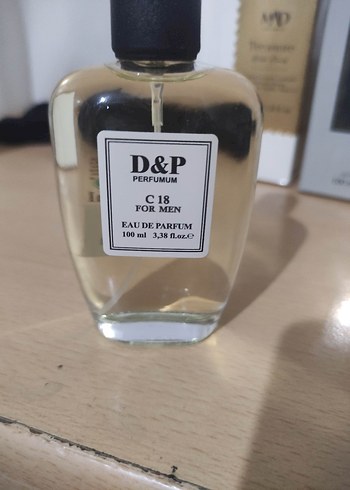 D&P
PERFUMUM
C 18
FOR MEN
EAU DE PARFUM
100 ml 3,38 fl.oz.℮